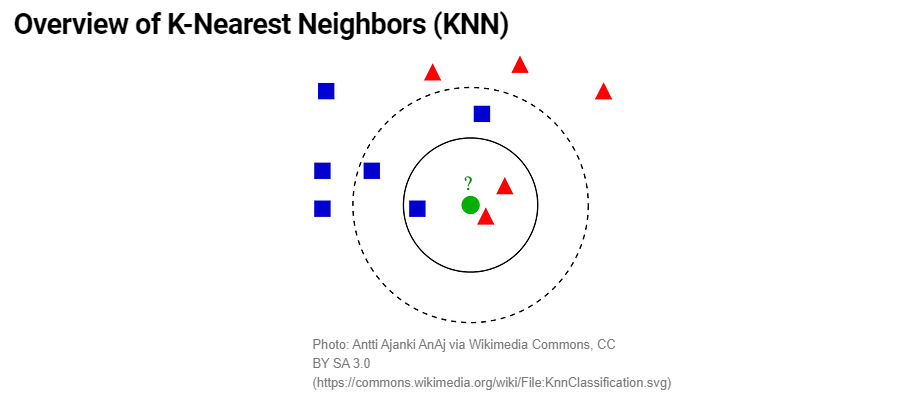 Overview of K-Nearest Neighbors (KNN)
?
Photo: Antti Ajanki AnAj via Wikimedia Commons, CC
BY SA 3.0
(https://commons.wikimedia.org/wiki/File:KnnClassification.svg)